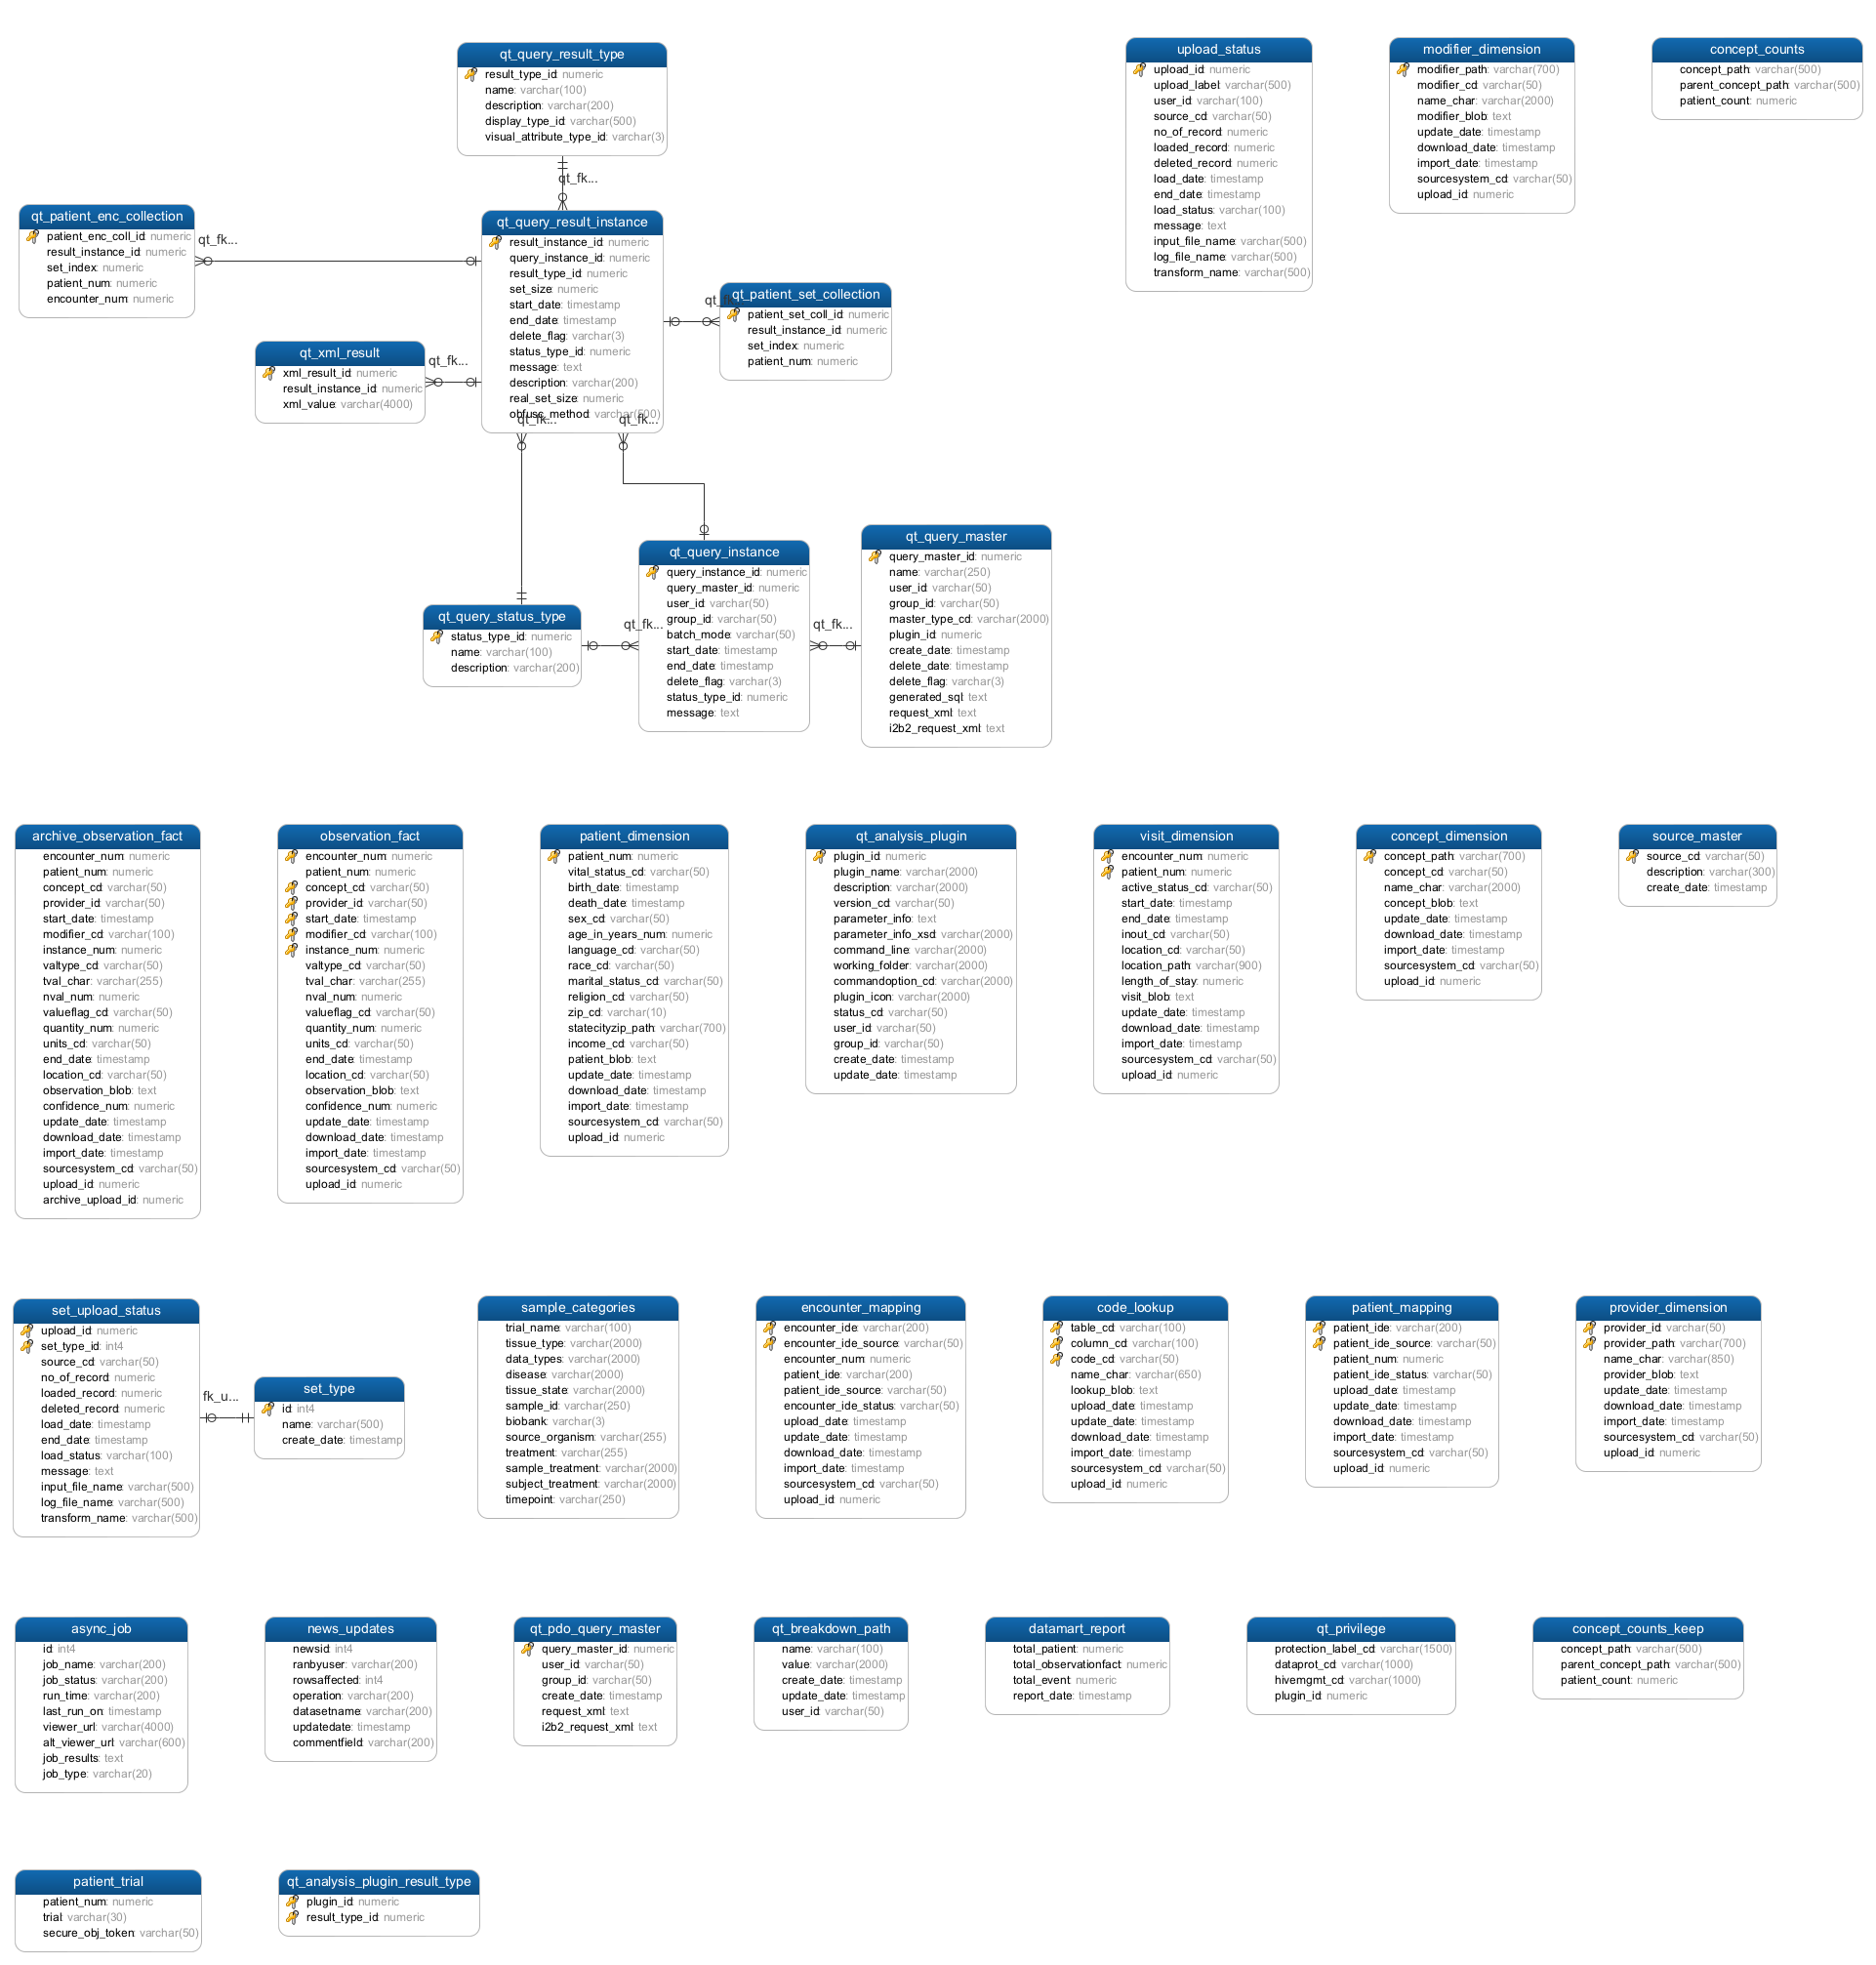 qt_query_result_type
result_type_id: numeric
name: varchar(100)
description: varchar(200)
display_type_id: varchar(500)
visual_attribute_type_id: varchar(3)
qt_fk...
upload_status
upload_id: numeric
upload_label: varchar(500)
user_id: varchar(100)
source_cd: varchar(50)
no_of_record: numeric
loaded_record: numeric
deleted_record: numeric
load_date: timestamp
end_date: timestamp
load_status: varchar(100)
message: text
input_file_name: varchar(500)
log_file_name: varchar(500)
transform_name: varchar(500)
modifier_dimension
modifier_path: varchar(700)
modifier_cd: varchar(50)
name_char: varchar(2000)
modifier_blob: text
update_date: timestamp
download_date: timestamp
import_date: timestamp
sourcesystem_cd: varchar(50)
upload_id: numeric
concept_counts
concept_path: varchar(500)
parent_concept_path: varchar(500)
patient_count: numeric
qt_patient_enc_collection
patient_enc_coll_id: numeric
result_instance_id: numeric
set_index: numeric
patient_num: numeric
encounter_num: numeric
qt_fk...
qt_query_result_instance
result_instance_id: numeric
query_instance_id: numeric
result_type_id: numeric
set_size: numeric
start_date: timestamp
end_date: timestamp
delete_flag: varchar(3)
status_type_id: numeric
message: text
description: varchar(200)
real_set_size: numeric
obfusc_method: varchar(500)
qt_fk...
qt_fk...
qt_patient_set_collection
patient_set_coll_id: numeric
result_instance_id: numeric
set_index: numeric
patient_num: numeric
qt_xml_result
xml_result_id: numeric
result_instance_id: numeric
xml_value: varchar(4000)
qt_fk...
qt_query_status_type
status_type_id: numeric
name: varchar(100)
description: varchar(200)
qt_fk...
qt_query_instance
query_instance_id: numeric
query_master_id: numeric
user_id: varchar(50)
group_id: varchar(50)
batch_mode: varchar(50)
start_date: timestamp
end_date: timestamp
delete_flag: varchar(3)
status_type_id: numeric
message: text
qt_fk...
qt_query_master
query_master_id: numeric
name: varchar(250)
user_id: varchar(50)
group_id: varchar(50)
master_type_cd: varchar(2000)
plugin_id: numeric
create_date: timestamp
delete_date: timestamp
delete_flag: varchar(3)
generated_sql: text
request_xml: text
i2b2_request_xml: text
archive_observation_fact
encounter_num: numeric
patient_num: numeric
concept_cd: varchar(50)
provider_id: varchar(50)
start_date: timestamp
modifier_cd: varchar(100)
instance_num: numeric
valtype_cd: varchar(50)
tval_char: varchar(255)
nval_num: numeric
valueflag_cd: varchar(50)
quantity_num: numeric
units_cd: varchar(50)
end_date: timestamp
location_cd: varchar(50)
observation_blob: text
confidence_num: numeric
update_date: timestamp
download_date: timestamp
import_date: timestamp
sourcesystem_cd: varchar(50)
upload_id: numeric
archive_upload_id: numeric
observation_fact
encounter_num: numeric
patient_num: numeric
concept_cd: varchar(50)
provider_id: varchar(50)
start_date: timestamp
modifier_cd: varchar(100)
instance_num: numeric
valtype_cd: varchar(50)
tval_char: varchar(255)
nval_num: numeric
valueflag_cd: varchar(50)
quantity_num: numeric
units_cd: varchar(50)
end_date: timestamp
location_cd: varchar(50)
observation_blob: text
confidence_num: numeric
update_date: timestamp
download_date: timestamp
import_date: timestamp
sourcesystem_cd: varchar(50)
upload_id: numeric
patient_dimension
patient_num: numeric
vital_status_cd: varchar(50)
birth_date: timestamp
death_date: timestamp
sex_cd: varchar(50)
age_in_years_num: numeric
language_cd: varchar(50)
race_cd: varchar(50)
marital_status_cd: varchar(50)
religion_cd: varchar(50)
zip_cd: varchar(10)
statecityzip_path: varchar(700)
income_cd: varchar(50)
patient_blob: text
update_date: timestamp
download_date: timestamp
import_date: timestamp
sourcesystem_cd: varchar(50)
upload_id: numeric
qt_analysis_plugin
plugin_id: numeric
plugin_name: varchar(2000)
description: varchar(2000)
version_cd: varchar(50)
parameter_info: text
parameter_info_xsd: varchar(2000)
command_line: varchar(2000)
working_folder: varchar(2000)
commandoption_cd: varchar(2000)
plugin_icon: varchar(2000)
status_cd: varchar(50)
user_id: varchar(50)
group_id: varchar(50)
create_date: timestamp
update_date: timestamp
visit_dimension
encounter_num: numeric
patient_num: numeric
active_status_cd: varchar(50)
start_date: timestamp
end_date: timestamp
inout_cd: varchar(50)
location_cd: varchar(50)
location_path: varchar(900)
length_of_stay: numeric
visit_blob: text
update_date: timestamp
download_date: timestamp
import_date: timestamp
sourcesystem_cd: varchar(50)
upload_id: numeric
concept_dimension
concept_path: varchar(700)
concept_cd: varchar(50)
name_char: varchar(2000)
concept_blob: text
update_date: timestamp
download_date: timestamp
import_date: timestamp
sourcesystem_cd: varchar(50)
upload_id: numeric
source_master
source_cd: varchar(50)
description: varchar(300)
create_date: timestamp
set_upload_status
upload_id: numeric
set_type_id: int4
source_cd: varchar(50)
no_of_record: numeric
loaded_record: numeric
deleted_record: numeric
load_date: timestamp
end_date: timestamp
load_status: varchar(100)
message: text
input_file_name: varchar(500)
log_file_name: varchar(500)
transform_name: varchar(500)
fk_u...
set_type
id: int4
name: varchar(500)
create_date: timestamp
sample_categories
trial_name: varchar(100)
tissue_type: varchar(2000)
data_types: varchar(2000)
disease: varchar(2000)
tissue_state: varchar(2000)
sample_id: varchar(250)
biobank: varchar(3)
source_organism: varchar(255)
treatment: varchar(255)
sample_treatment: varchar(2000)
subject_treatment: varchar(2000)
timepoint: varchar(250)
encounter_mapping
encounter_ide: varchar(200)
encounter_ide_source: varchar(50)
encounter_num: numeric
patient_ide: varchar(200)
patient_ide_source: varchar(50)
encounter_ide_status: varchar(50)
upload_date: timestamp
update_date: timestamp
download_date: timestamp
import_date: timestamp
sourcesystem_cd: varchar(50)
upload_id: numeric
code_lookup
table_cd: varchar(100)
column_cd: varchar(100)
code_cd: varchar(50)
name_char: varchar(650)
lookup_blob: text
upload_date: timestamp
update_date: timestamp
download_date: timestamp
import_date: timestamp
sourcesystem_cd: varchar(50)
upload_id: numeric
patient_mapping
patient_ide: varchar(200)
patient_ide_source: varchar(50)
patient_num: numeric
patient_ide_status: varchar(50)
upload_date: timestamp
update_date: timestamp
download_date: timestamp
import_date: timestamp
sourcesystem_cd: varchar(50)
upload_id: numeric
provider_dimension
provider_id: varchar(50)
provider_path: varchar(700)
name_char: varchar(850)
provider_blob: text
update_date: timestamp
download_date: timestamp
import_date: timestamp
sourcesystem_cd: varchar(50)
upload_id: numeric
async_job
id: int4
job_name: varchar(200)
job_status: varchar(200)
run_time: varchar(200)
last_run_on: timestamp
viewer_url: varchar(4000)
alt_viewer_url: varchar(600)
job_results: text
job_type: varchar(20)
news_updates
newsid: int4
ranbyuser: varchar(200)
rowsaffected: int4
operation: varchar(200)
datasetname: varchar(200)
updatedate: timestamp
commentfield: varchar(200)
qt_pdo_query_master
query_master_id: numeric
user_id: varchar(50)
group_id: varchar(50)
create_date: timestamp
request_xml: text
i2b2_request_xml: text
qt_breakdown_path
name: varchar(100)
value: varchar(2000)
create_date: timestamp
update_date: timestamp
user_id: varchar(50)
datamart_report
total_patient: numeric
total_observationfact: numeric
total_event: numeric
report_date: timestamp
qt_privilege
protection_label_cd: varchar(1500)
dataprot_cd: varchar(1000)
hivemgmt_cd: varchar(1000)
plugin_id: numeric
concept_counts_keep
concept_path: varchar(500)
parent_concept_path: varchar(500)
patient_count: numeric
patient_trial
patient_num: numeric
trial: varchar(30)
secure_obj_token: varchar(50)
qt_analysis_plugin_result_type
plugin_id: numeric
result_type_id: numeric